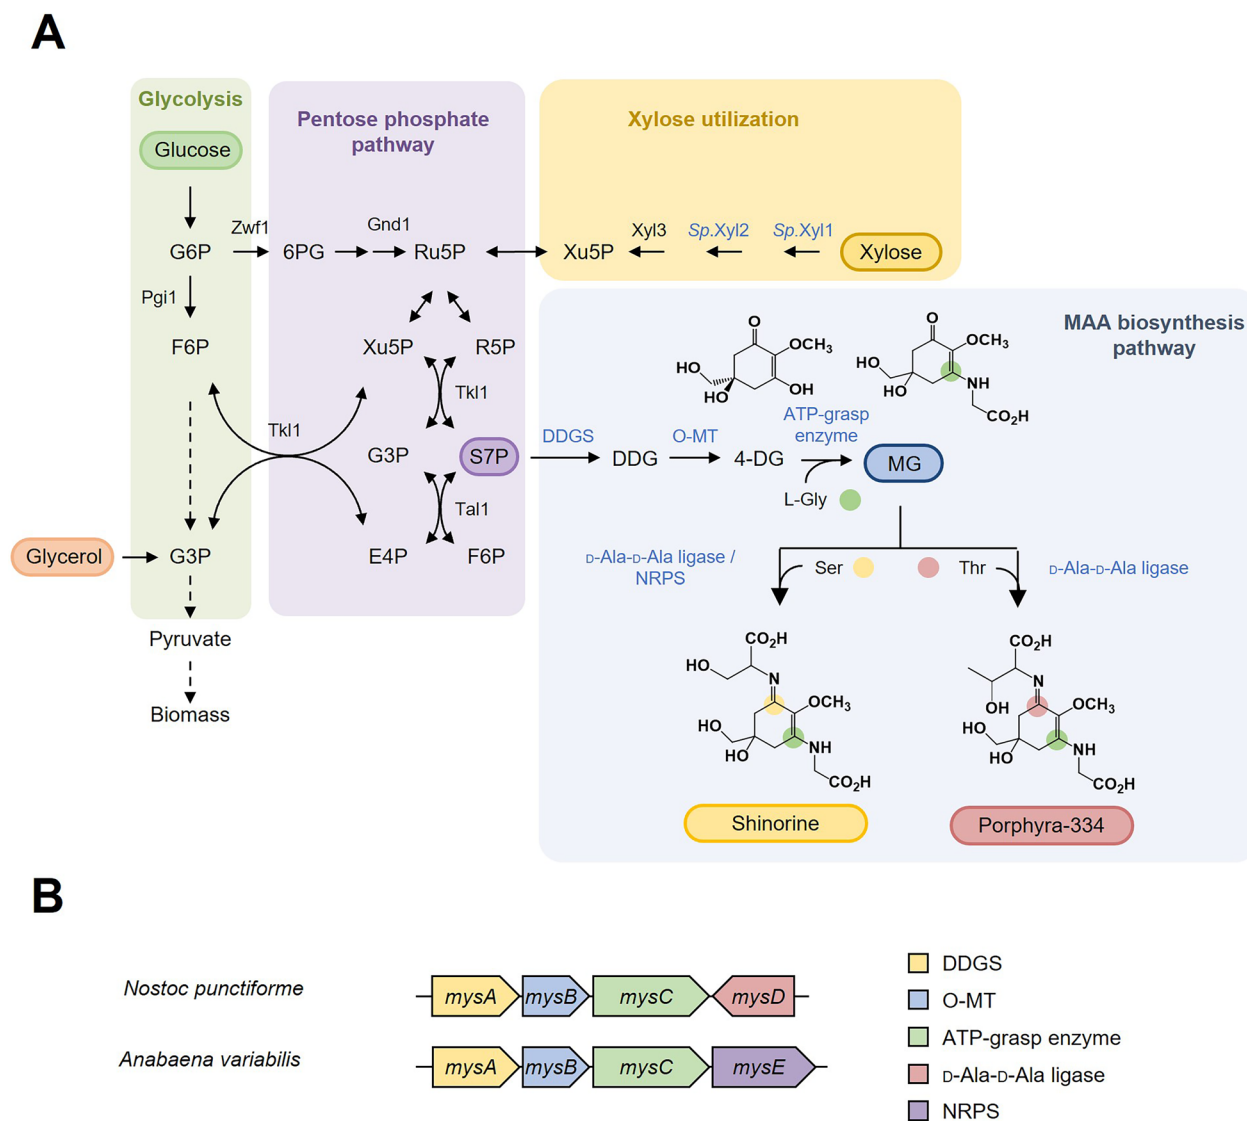 A
Glycolysis
Pentose phosphate
pathway
Xylose utilization
Glucose
Zwf1
Gnd1
Xyl3
Sp.Xyl2
Sp.Xyl1
G6P
6PG
Ru5P
Xu5P
Xylose
Pgi1
F6P
Xu5P
R5P
Tkl1
Tkl1
G3P
S7P
Tal1
Glycerol
G3P
E4P
F6P
Pyruvate
Biomass
MAA biosynthesis
pathway
O
OCH3
HO
HO
OH
O
OCH3
HO
HO
NH
CO2H
DDGS
O-MT
ATP-grasp
enzyme
DDG
4-DG
MG
L-Gly
D-Ala-D-Ala ligase /
NRPS
Ser
Thr
D-Ala-D-Ala ligase
CO2H
HO
N
OCH3
HO
HO
NH
CO2H
CO2H
N
OH
OCH3
HO
HO
NH
CO2H
Shinorine
Porphyra-334
B
Nostoc punctiforme
mysA
mysB
mysC
mysD
Anabaena variabilis
mysA
mysB
mysC
mysE
DDGS
O-MT
ATP-grasp enzyme
D-Ala-D-Ala ligase
NRPS